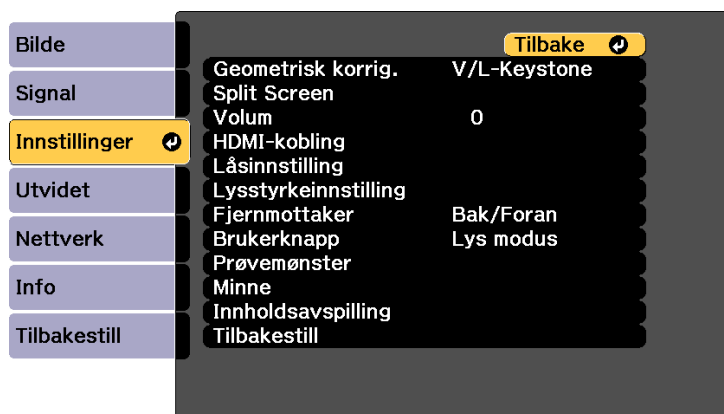 Bilde
Signal
Innstillinger
Utvidet
Nettverk
Info
Tilbakestill
Tilbake
Geometrisk korrig. V/L-Keystone
Split Screen
Volum 0
HDMI-kobling
Låsinnstilling
Lysstyrkeinnstilling
Fjernmottaker Bak/Foran
Brukerknapp Lys modus
Prøvemønster
Minne
Innholdsavspilling
Tilbakestill